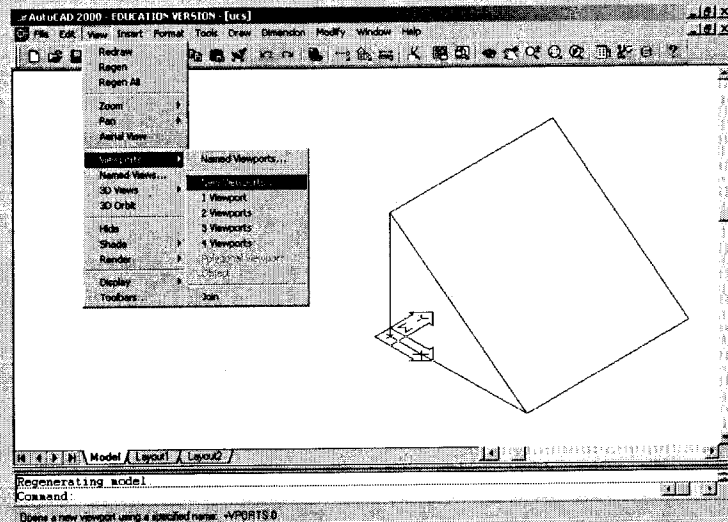 AutoCAD 2000 - EDUCATION VERSION - [ucs]
File Edit View Insert Format Tools Draw Dimension Modify Window Help
Redraw
Regen
Regen All
Zoom
Pan
Aerial View
Viewports
Named Views...
3D Views
3D Orbit
Hide
Shade
Render
Display
Toolbars...
Named Viewports...
New Viewports...
1 Viewport
2 Viewports
3 Viewports
4 Viewports
Polygonal Viewport
Object
Join
Model Layout1 Layout2
Regenerating model
Command:
Opens a new viewport using a specified name: +VPORTS 0